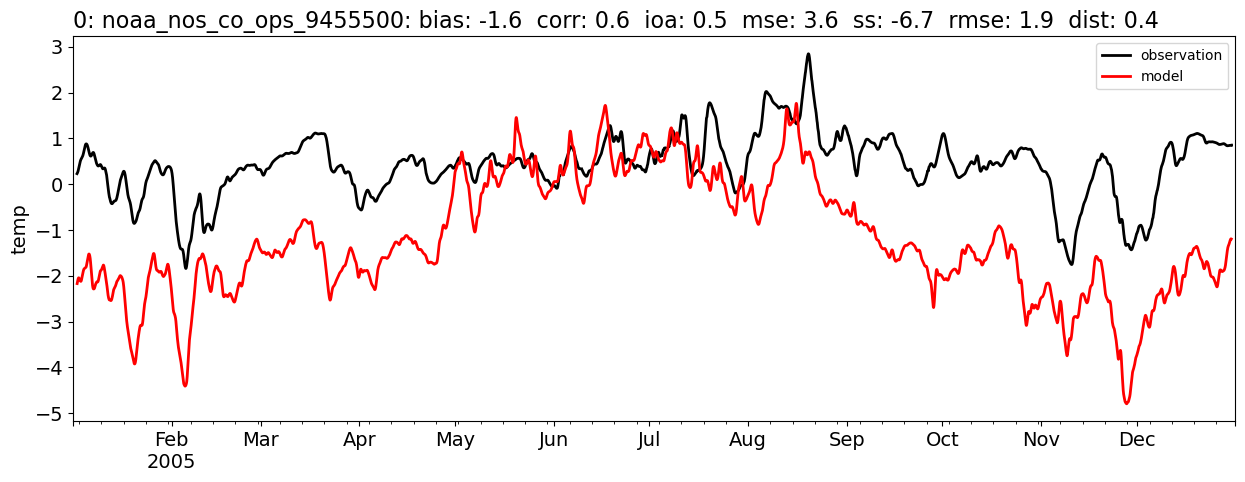 0: noaa_nos_co_ops_9455500: bias: -1.6  corr: 0.6  ioa: 0.5  mse: 3.6  ss: -6.7  rmse: 1.9  dist: 0.4
observation
model
3
2
1
0
−1
−2
−3
−4
−5
temp
Feb Mar Apr May Jun Jul Aug Sep Oct Nov Dec
2005